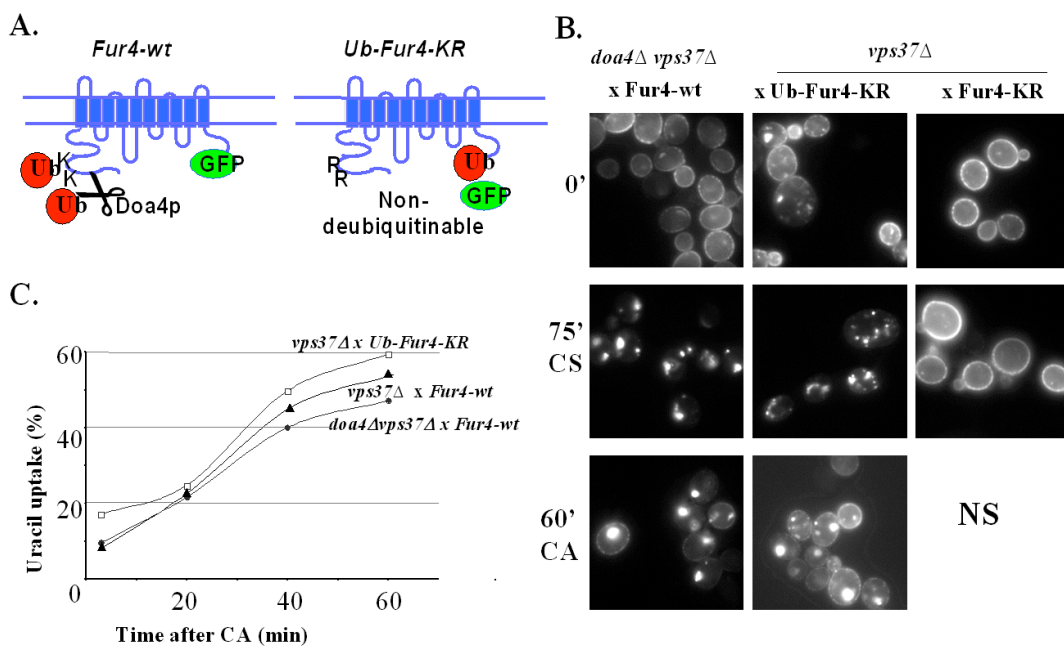 A.
Fur4-wt
Ub-Fur4-KR
Ub
K
K
Ub
Doa4p
GFP
R
R
Non-
deubiquitinable
Ub
GFP
B.
doa4Δ vps37Δ
x Fur4-wt
vps37Δ
x Ub-Fur4-KR
x Fur4-KR
0'
75'
CS
60'
CA
NS
C.
vps37Δ x Ub-Fur4-KR
vps37Δ x Fur4-wt
doa4Δvps37Δ x Fur4-wt
Uracil uptake (%)
60
40
20
0
20
40
60
Time after CA (min)